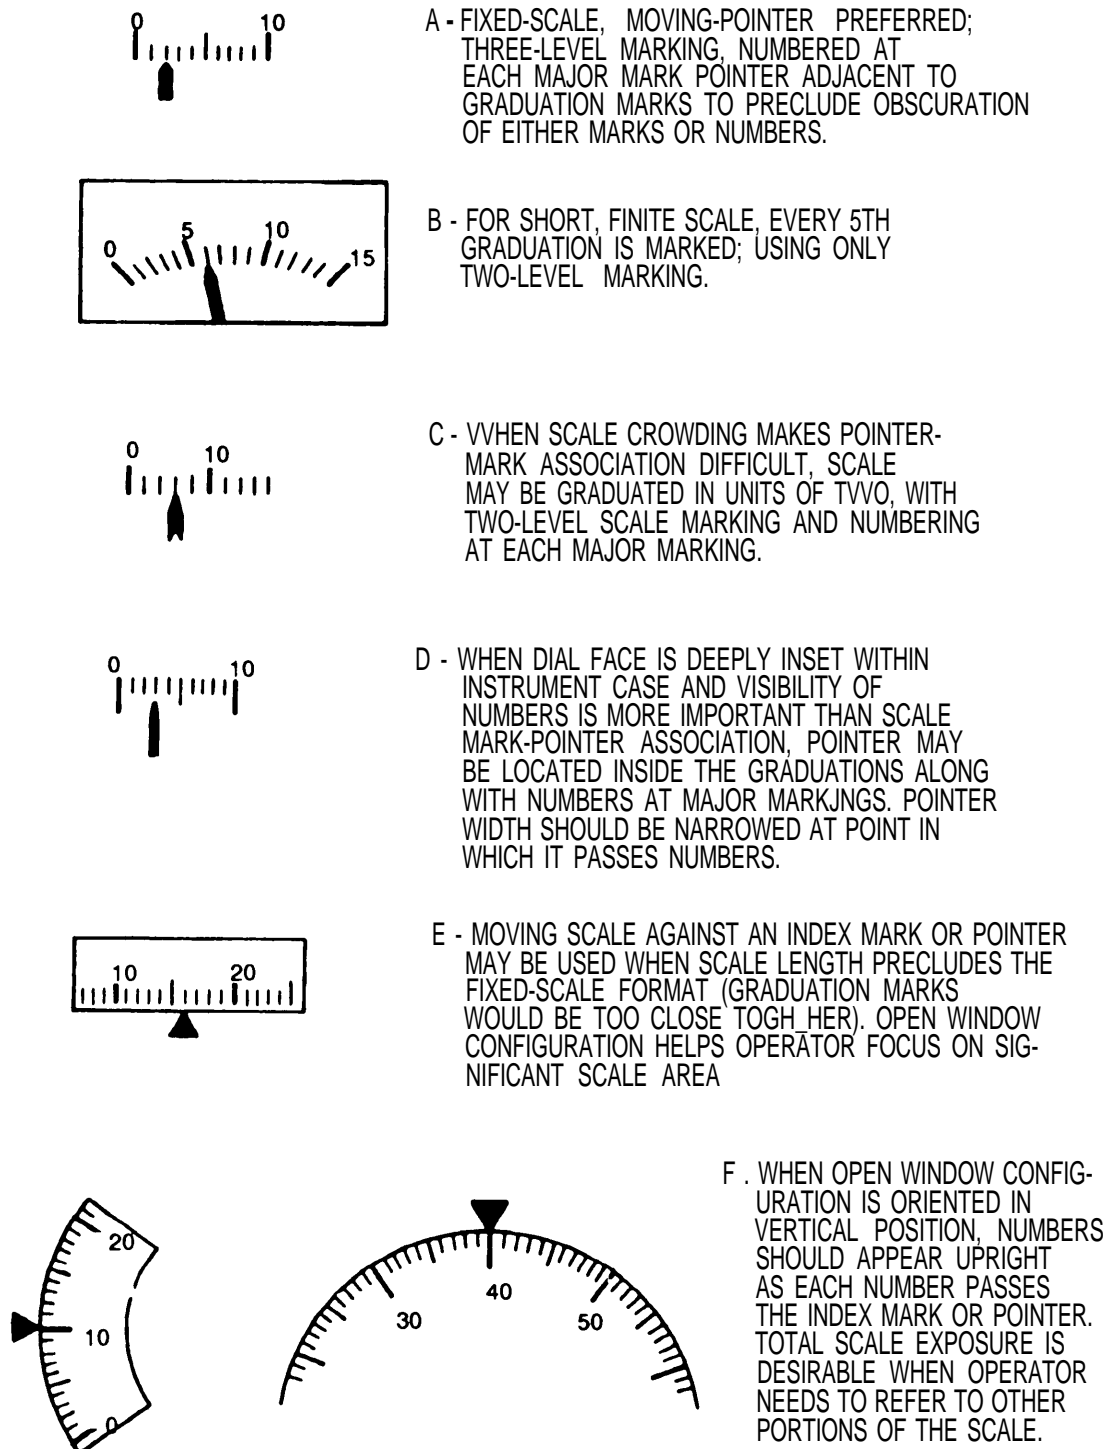 0 10
A - FIXED-SCALE, MOVING-POINTER PREFERRED;
THREE-LEVEL MARKING, NUMBERED AT
EACH MAJOR MARK POINTER ADJACENT TO
GRADUATION MARKS TO PRECLUDE OBSCURATION
OF EITHER MARKS OR NUMBERS.
0 5 10 15
B - FOR SHORT, FINITE SCALE, EVERY 5TH
GRADUATION IS MARKED; USING ONLY
TWO-LEVEL MARKING.
0 10
C - VVHEN SCALE CROWDING MAKES POINTER-
MARK ASSOCIATION DIFFICULT, SCALE
MAY BE GRADUATED IN UNITS OF TVVO, WITH
TWO-LEVEL SCALE MARKING AND NUMBERING
AT EACH MAJOR MARKING.
0 10
D - WHEN DIAL FACE IS DEEPLY INSET WITHIN
INSTRUMENT CASE AND VISIBILITY OF
NUMBERS IS MORE IMPORTANT THAN SCALE
MARK-POINTER ASSOCIATION, POINTER MAY
BE LOCATED INSIDE THE GRADUATIONS ALONG
WITH NUMBERS AT MAJOR MARKJNGS. POINTER
WIDTH SHOULD BE NARROWED AT POINT IN
WHICH IT PASSES NUMBERS.
10 20
E - MOVING SCALE AGAINST AN INDEX MARK OR POINTER
MAY BE USED WHEN SCALE LENGTH PRECLUDES THE
FIXED-SCALE FORMAT (GRADUATION MARKS
WOULD BE TOO CLOSE TOGH_HER). OPEN WINDOW
CONFIGURATION HELPS OPERATOR FOCUS ON SIG-
NIFICANT SCALE AREA
20
10
0
30 40 50
F . WHEN OPEN WINDOW CONFIG-
URATION IS ORIENTED IN
VERTICAL POSITION, NUMBERS
SHOULD APPEAR UPRIGHT
AS EACH NUMBER PASSES
THE INDEX MARK OR POINTER.
TOTAL SCALE EXPOSURE IS
DESIRABLE WHEN OPERATOR
NEEDS TO REFER TO OTHER
PORTIONS OF THE SCALE.